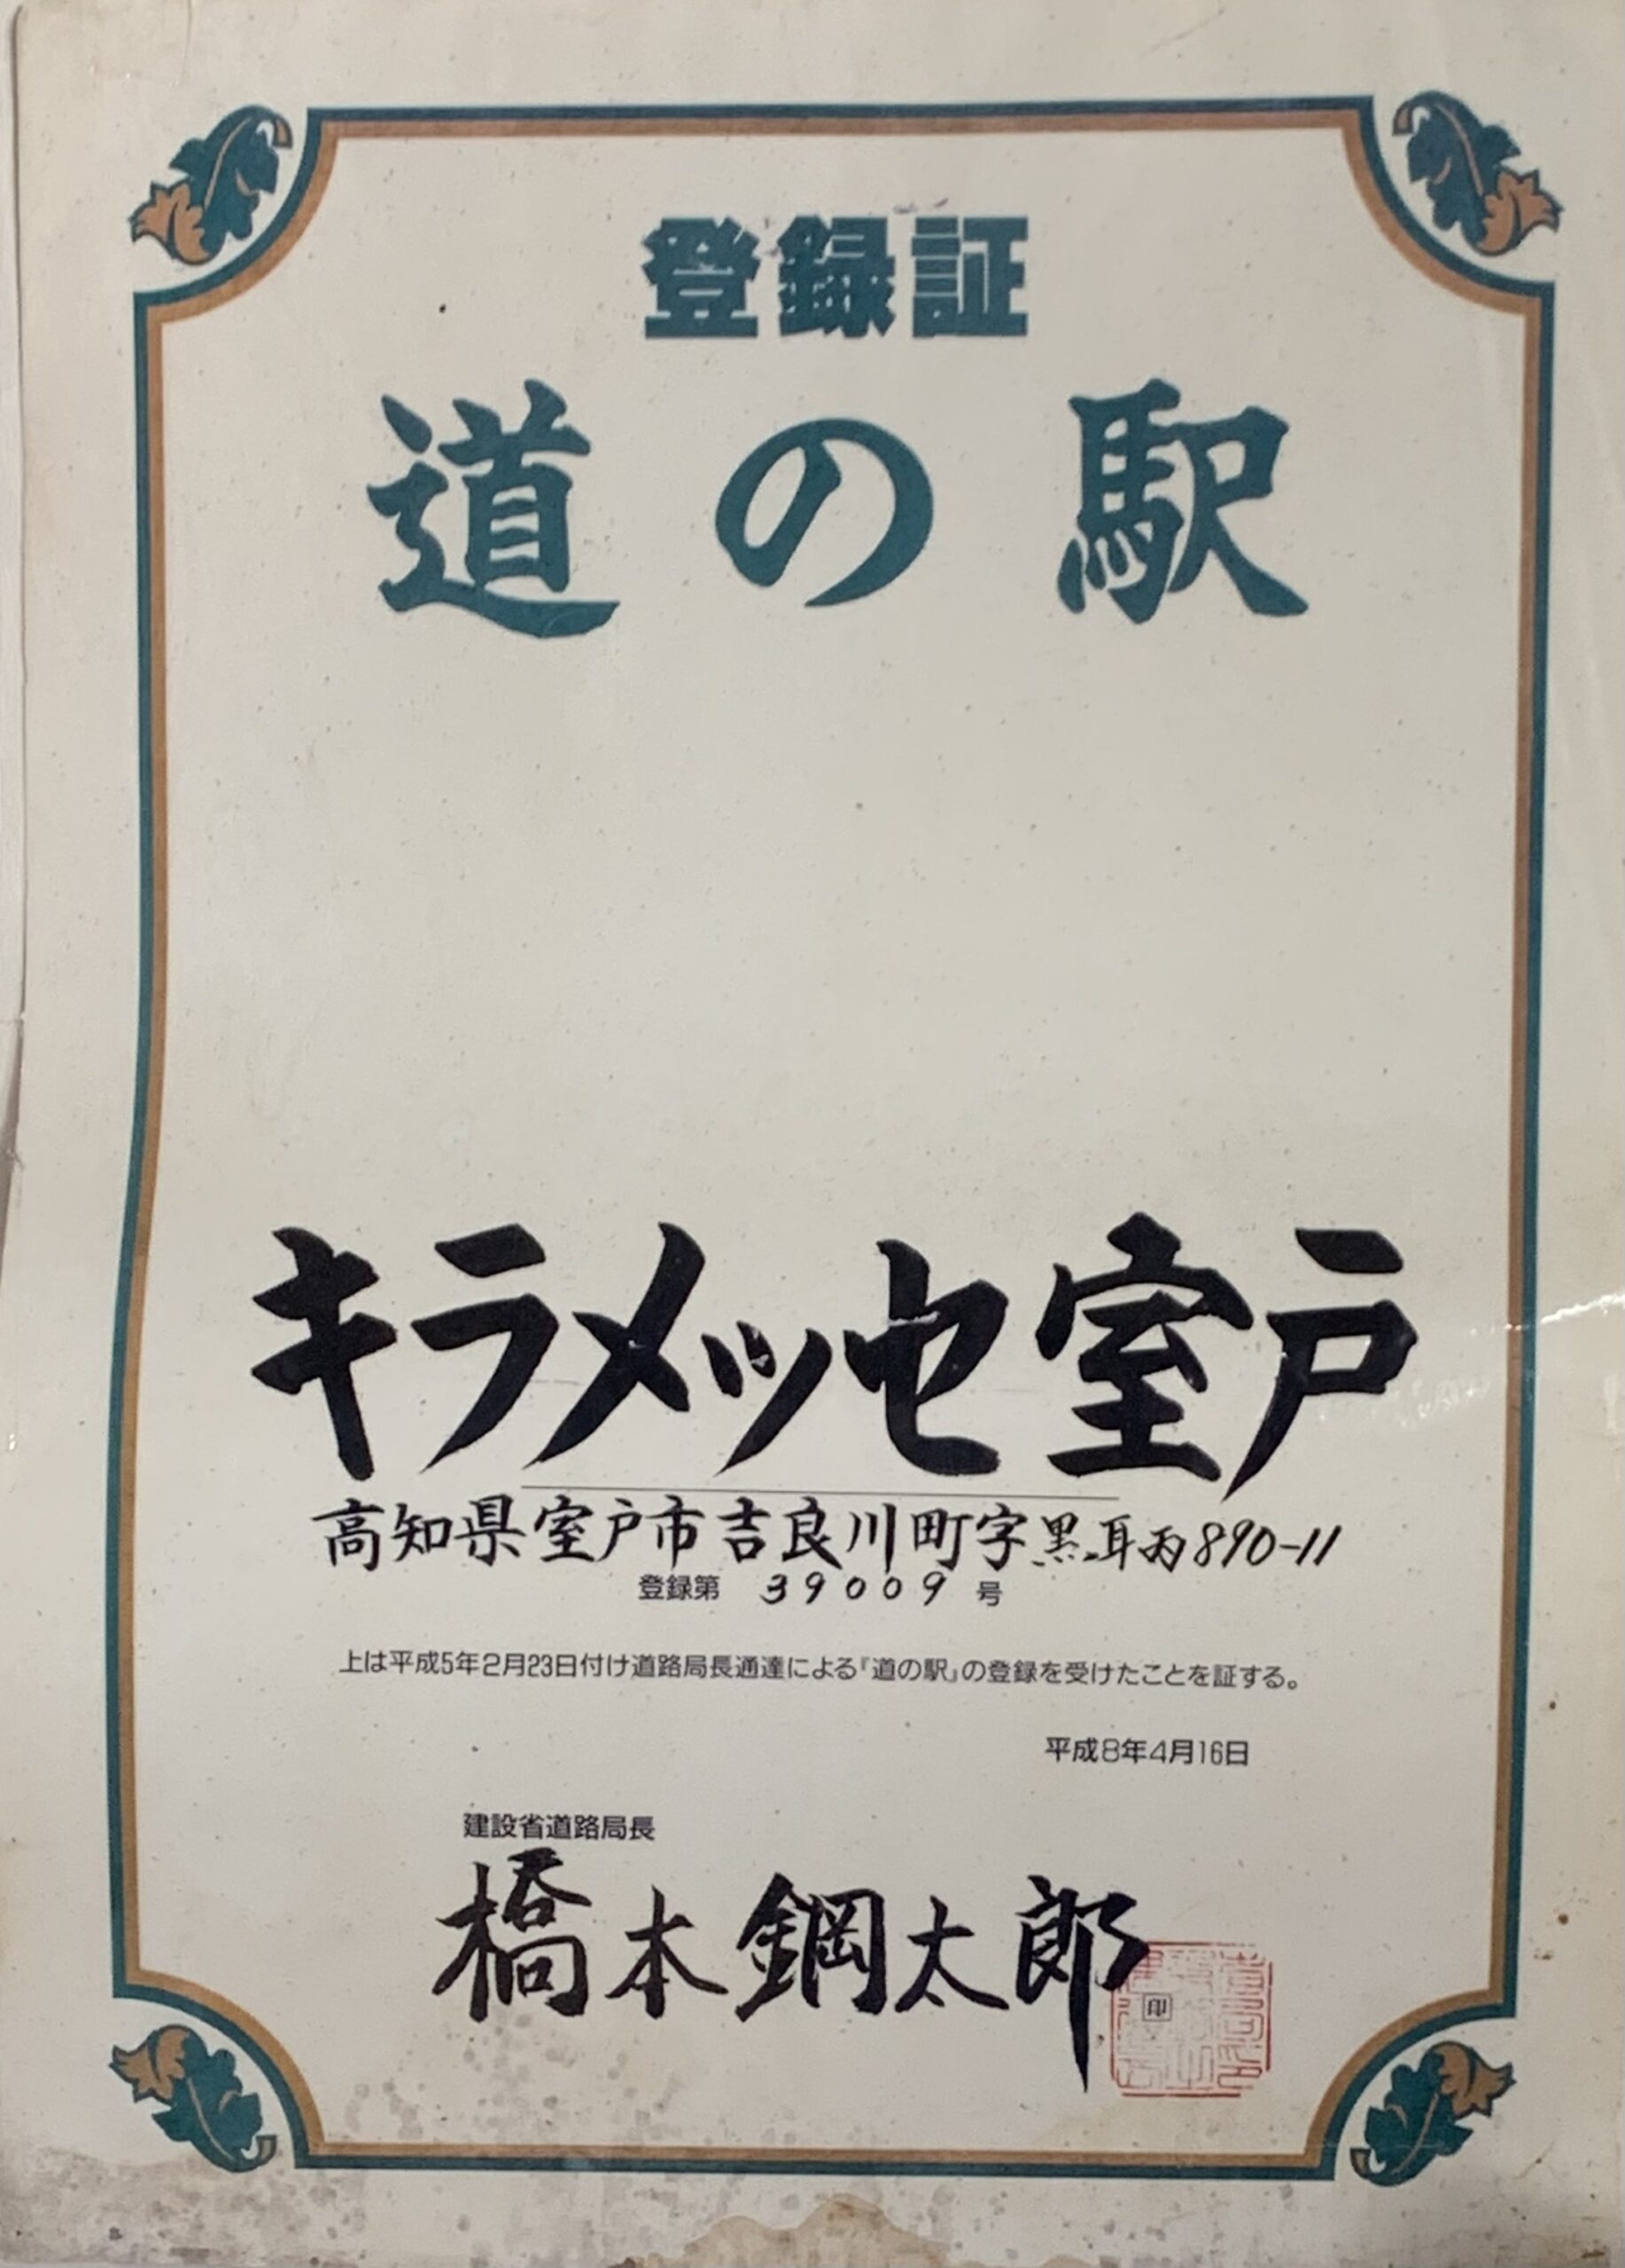 登録証
道の駅
キラメッセ室戸
高知県室戸市吉良川町字黒耳丙890-11
登録第 39009 号
上は平成5年2月23日付け道路局長通達による『道の駅』の登録を受けたことを証する。
平成8年4月16日
建設省道路局長
橋本鋼太郎
印